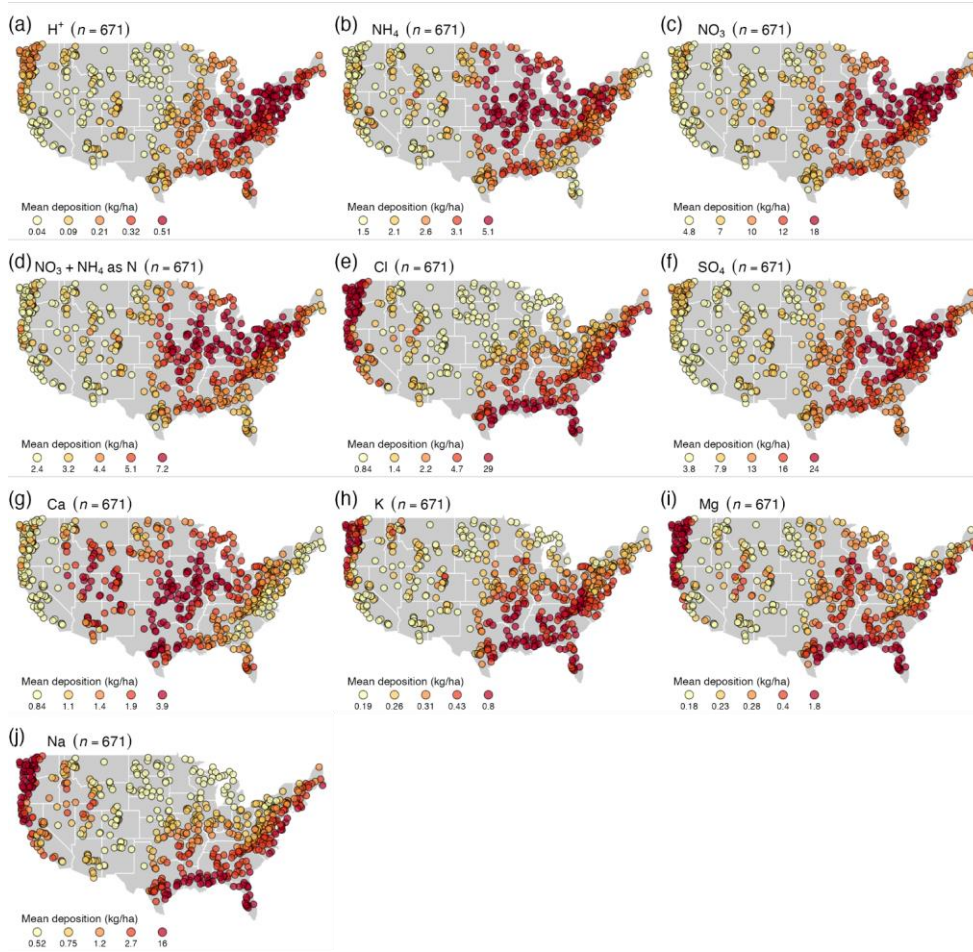 (a) H⁺ (n = 671)
(b) NH₄ (n = 671)
(c) NO₃ (n = 671)
Mean deposition (kg/ha)
0.04 0.09 0.21 0.32 0.51
Mean deposition (kg/ha)
1.5 2.1 2.6 3.1 5.1
Mean deposition (kg/ha)
4.8 7 10 12 18
(d) NO₃ + NH₄ as N (n = 671)
(e) Cl (n = 671)
(f) SO₄ (n = 671)
Mean deposition (kg/ha)
2.4 3.2 4.4 5.1 7.2
Mean deposition (kg/ha)
0.84 1.4 2.2 4.7 29
Mean deposition (kg/ha)
3.8 7.9 13 16 24
(g) Ca (n = 671)
(h) K (n = 671)
(i) Mg (n = 671)
Mean deposition (kg/ha)
0.84 1.1 1.4 1.9 3.9
Mean deposition (kg/ha)
0.19 0.26 0.31 0.43 0.8
Mean deposition (kg/ha)
0.18 0.23 0.28 0.4 1.8
(j) Na (n = 671)
Mean deposition (kg/ha)
0.52 0.75 1.2 2.7 16